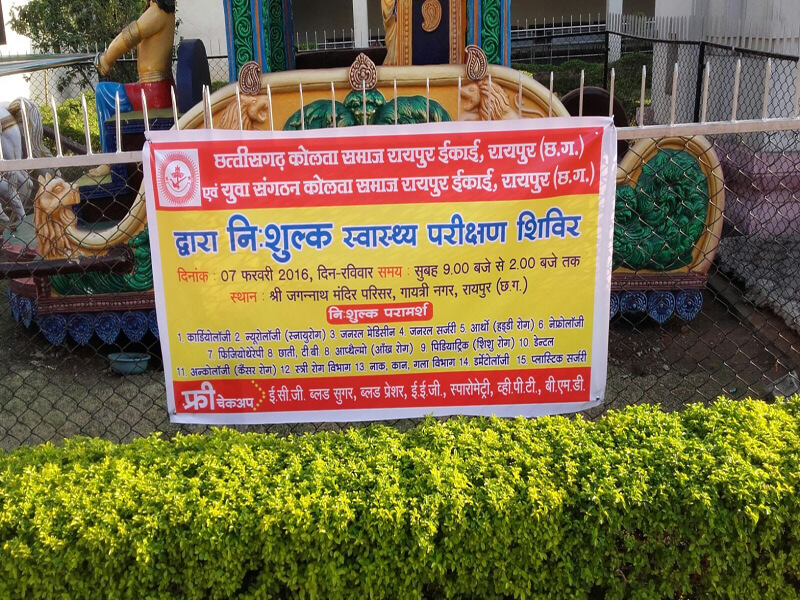 छत्तीसगढ़ कोलता समाज रायपुर ईकाई, रायपुर (छ.ग.)
एवं युवा संगठन कोलता समाज रायपुर ईकाई, रायपुर (छ.ग.)
द्वारा नि:शुल्क स्वास्थ्य परीक्षण शिविर
दिनांक : 07 फरवरी 2016, दिन-रविवार समय : सुबह 9.00 बजे से 2.00 बजे तक
स्थान : श्री जगन्नाथ मंदिर परिसर, गायत्री नगर, रायपुर (छ.ग.)
नि:शुल्क परामर्श
1. कार्डियोलॉजी 2. न्यूरोलॉजी (स्नायुरोग) 3 जनरल मेडिसीन 4 जनरल सर्जरी 5. आर्थो (हड्डी रोग) 6. नेफ्रोलॉजी
7. फिजियोथेरेपी 8. छाती, टी.बी 8. आप्थैल्मो (आँख रोग) 9. पिडियाट्रिक (शिशु रोग) 10. डेन्टल
11. अन्कोलॉजी (कैंसर रोग) 12 स्त्री रोग विभाग 13 नाक, कान, गला विभाग 14. डर्मेटोलॉजी 15. प्लास्टिक सर्जरी
फ्री चेकअप ई.सी.जी. ब्लड सुगर, ब्लड प्रेशर, ई.ई.जी., स्पारोमेट्री, व्ही.पी.टी., बी.एम.डी.